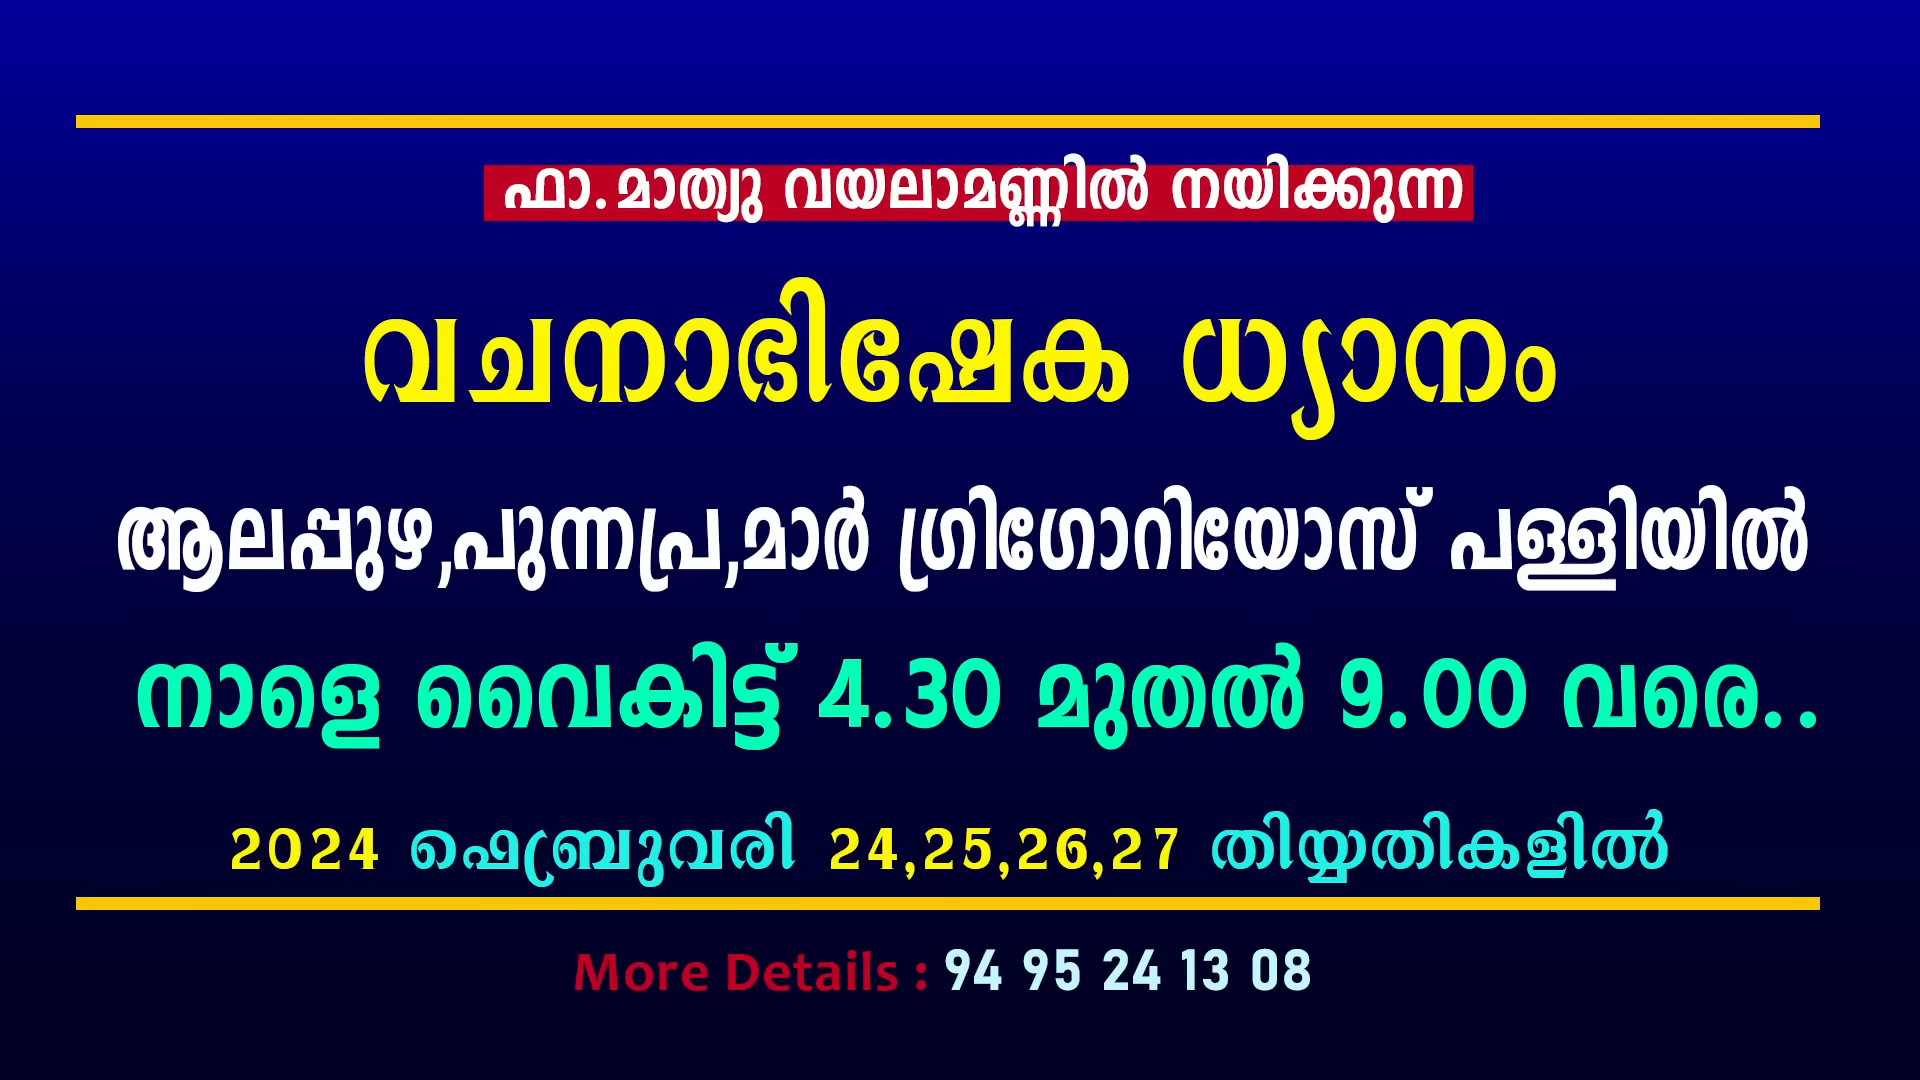 ഫാ.മാത്യു വയലാമണ്ണിൽ നയിക്കുന്ന
വചനാഭിഷേക ധ്യാനം
ആലപ്പുഴ,പുന്നപ്ര,മാർ ഗ്രിഗോറിയോസ് പള്ളിയിൽ
നാളെ വൈകിട്ട് 4.30 മുതൽ 9.00 വരെ..
2024 ഫെബ്രുവരി 24,25,26,27 തിയ്യതികളിൽ
More Details : 94 95 24 13 08